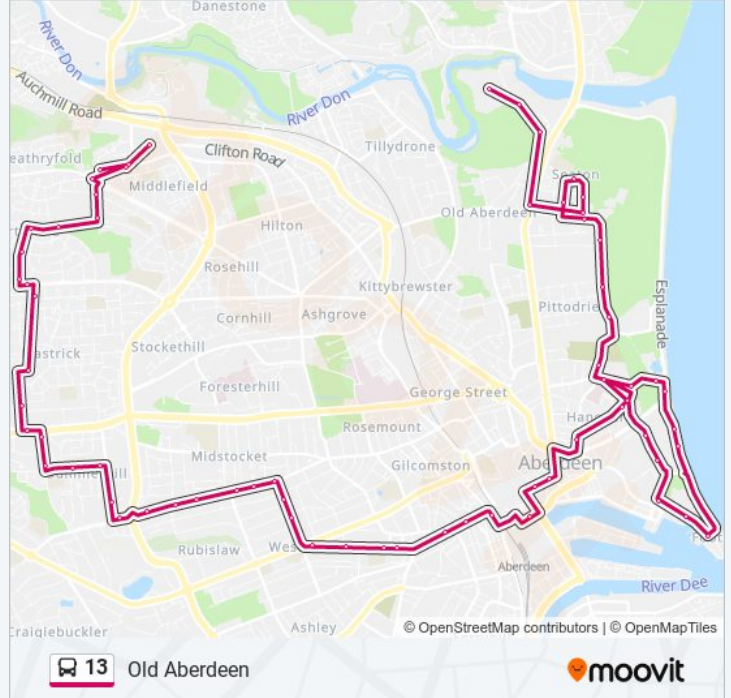 Danestone
River Don
Auchmill Road
River Don
Clifton Road
Tillydrone
eathryfold
Middlefield
Seaton
Old Aberdeen
Hilton
Rosehill
Kittybrewster
Esplanade
Cornhill
Ashgrove
Pittodrie
Stockethill
astrick
Foresterhill
George Street
Rosemount
Midstocket
Gilcomston
Aberdeen
Rubislaw
Aberdeen
River Dee
Ashley
Craigiebuckler
© OpenStreetMap contributors | © OpenMapTiles
13 Old Aberdeen
moovit